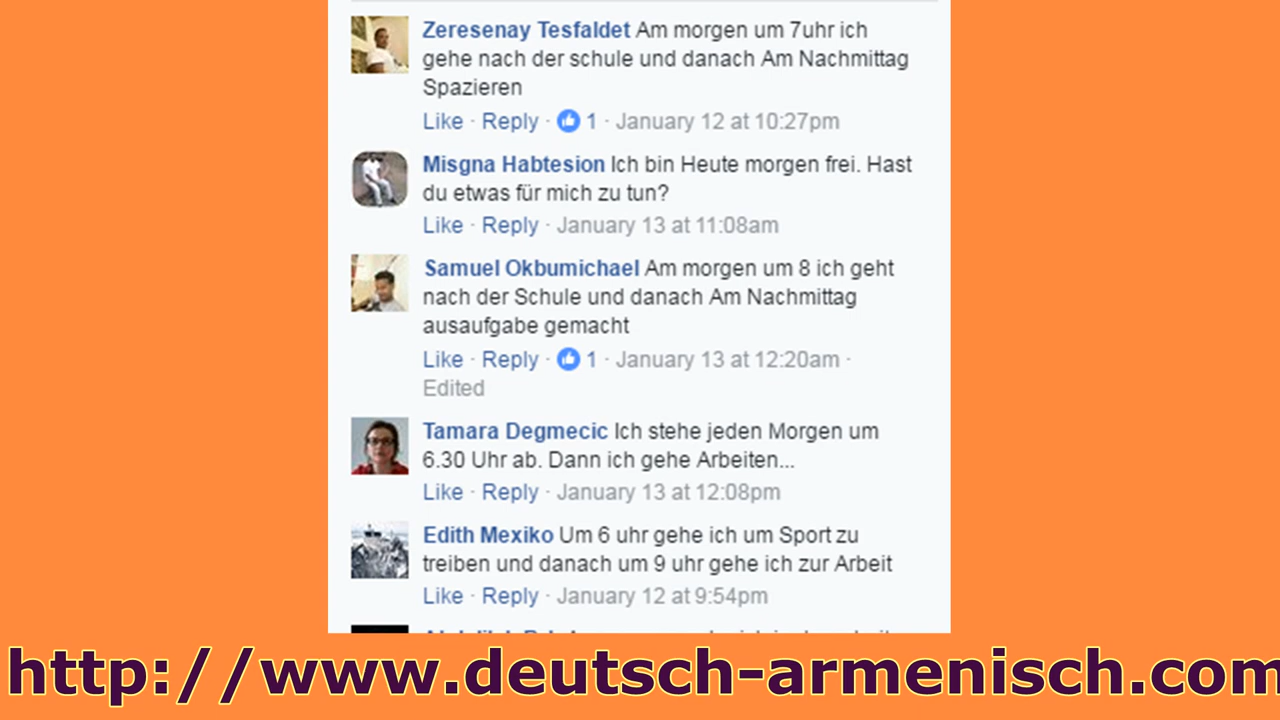 Zeresenay Tesfaldet Am morgen um 7uhr ich
gehe nach der schule und danach Am Nachmittag
Spazieren
Like · Reply · 1 · January 12 at 10:27pm
Misgna Habtesion Ich bin Heute morgen frei. Hast
du etwas für mich zu tun?
Like · Reply · January 13 at 11:08am
Samuel Okbumichael Am morgen um 8 ich geht
nach der Schule und danach Am Nachmittag
ausaufgabe gemacht
Like · Reply · 1 · January 13 at 12:20am ·
Edited
Tamara Degmecic Ich stehe jeden Morgen um
6.30 Uhr ab. Dann ich gehe Arbeiten...
Like · Reply · January 13 at 12:08pm
Edith Mexiko Um 6 uhr gehe ich um Sport zu
treiben und danach um 9 uhr gehe ich zur Arbeit
Like · Reply · January 12 at 9:54pm
http://www.deutsch-armenisch.com